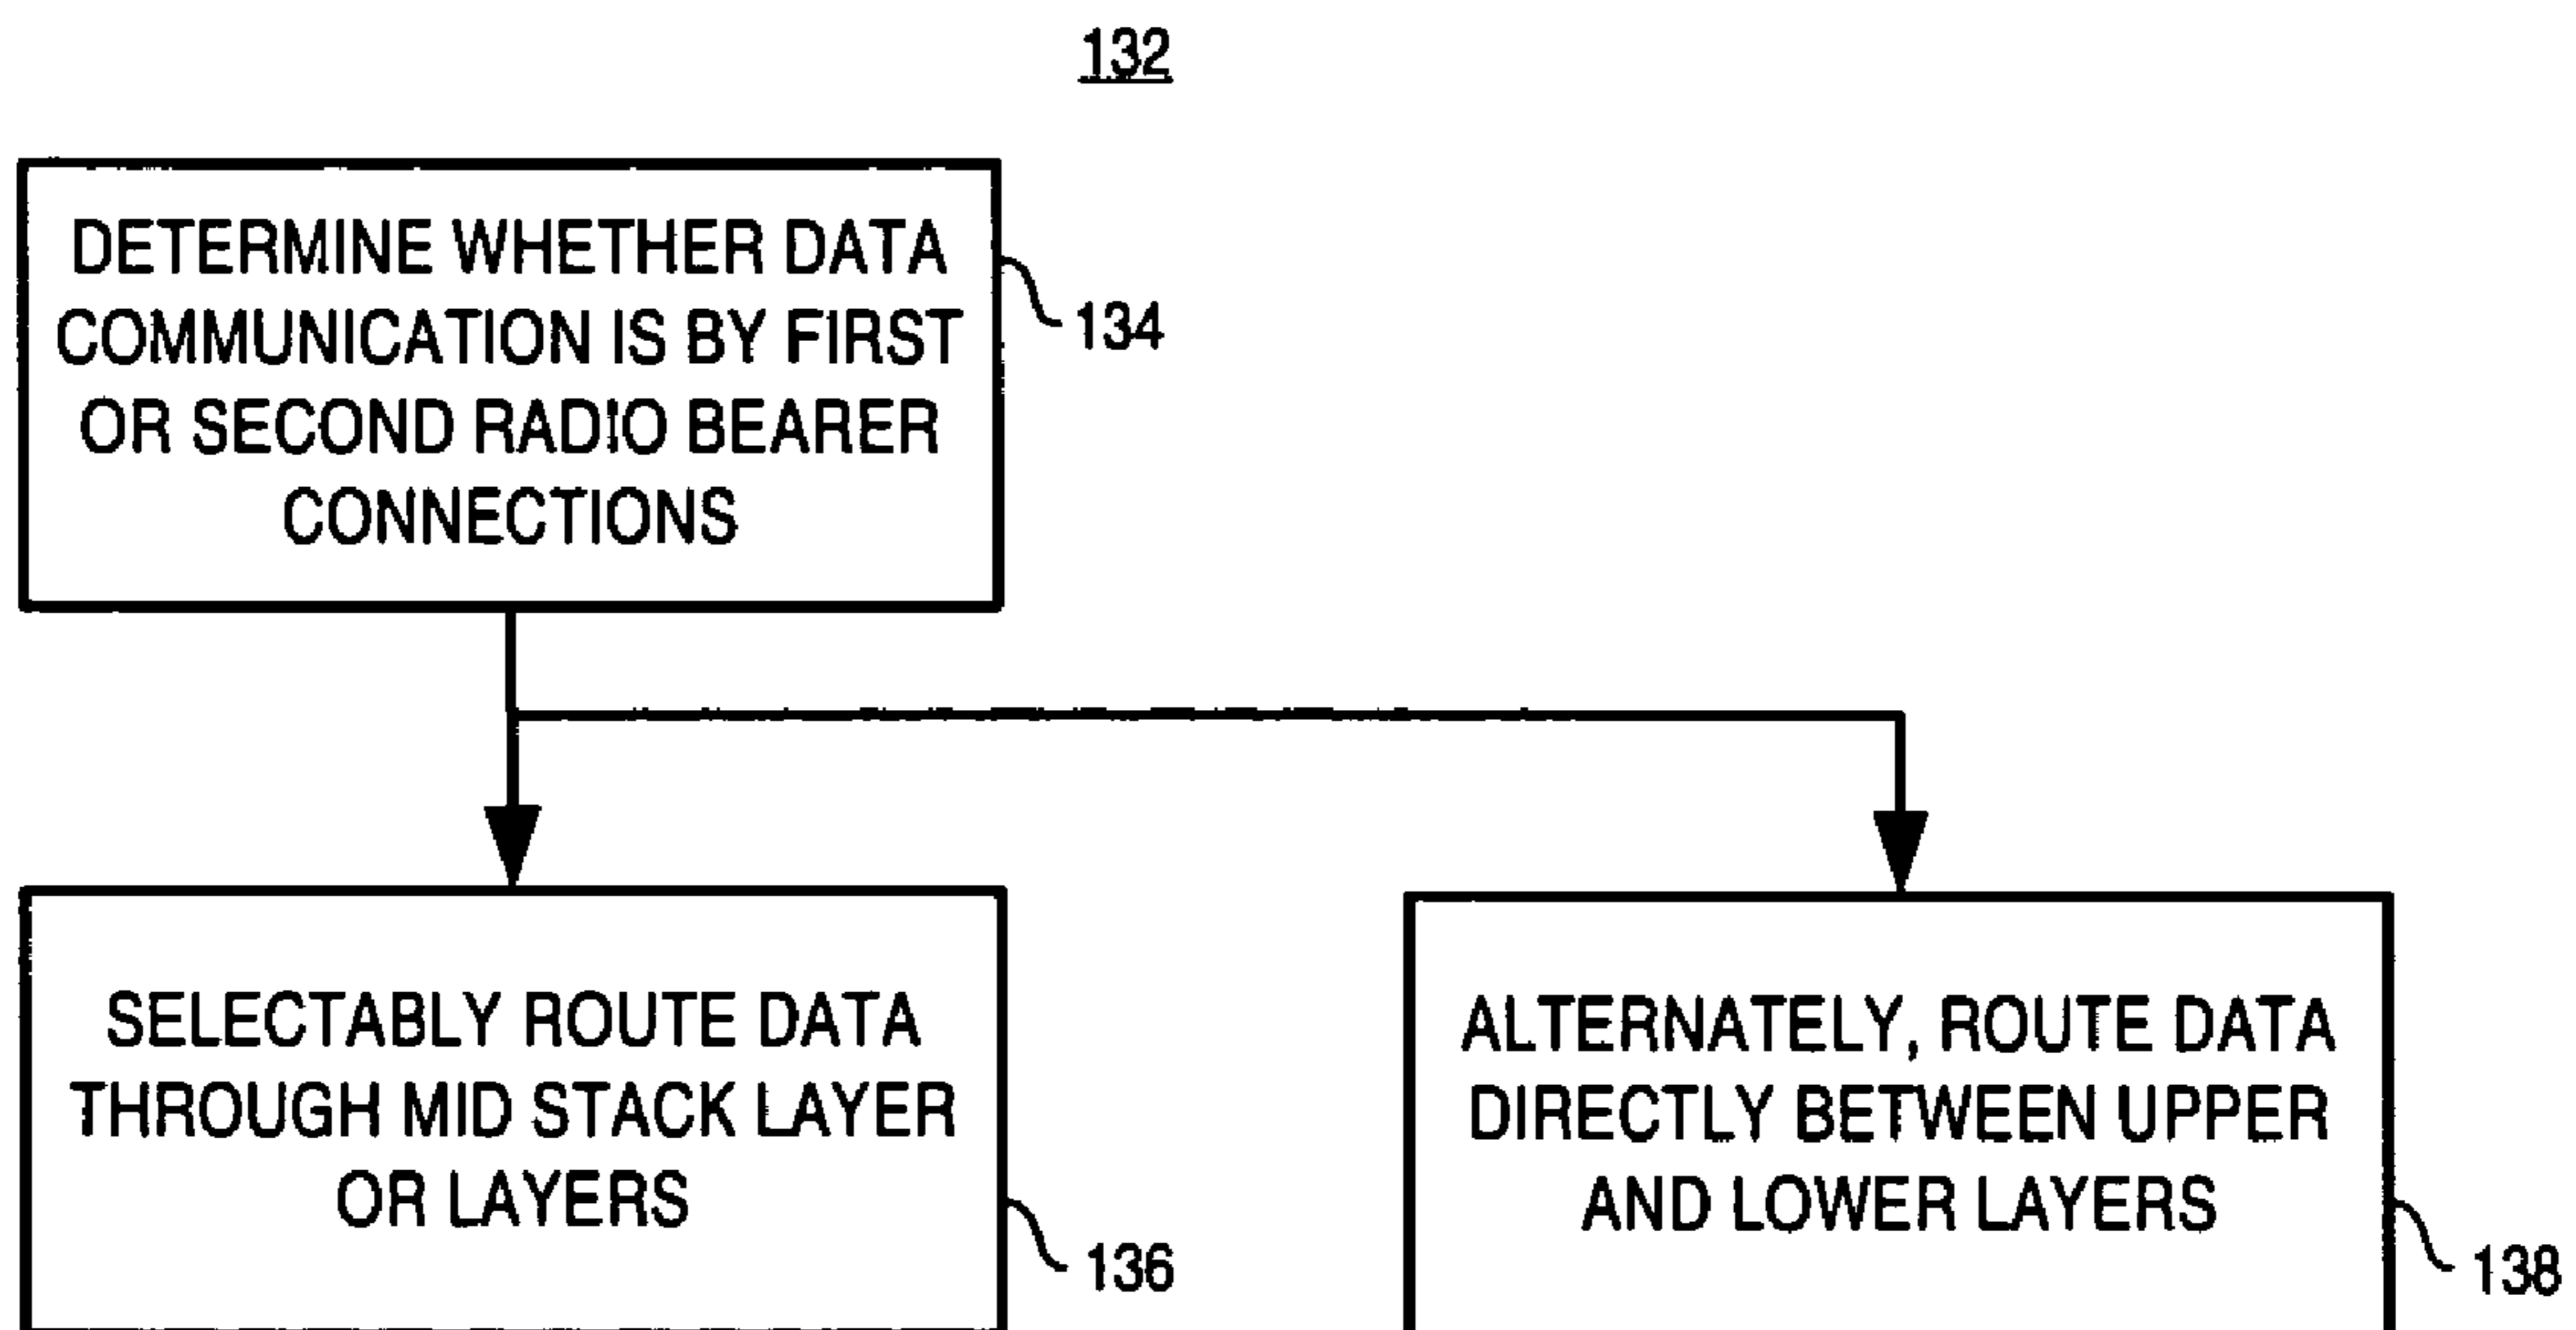 132
DETERMINE WHETHER DATA
COMMUNICATION IS BY FIRST
OR SECOND RADIO BEARER
CONNECTIONS
134
SELECTABLY ROUTE DATA
THROUGH MID STACK LAYER
OR LAYERS
136
ALTERNATELY, ROUTE DATA
DIRECTLY BETWEEN UPPER
AND LOWER LAYERS
138